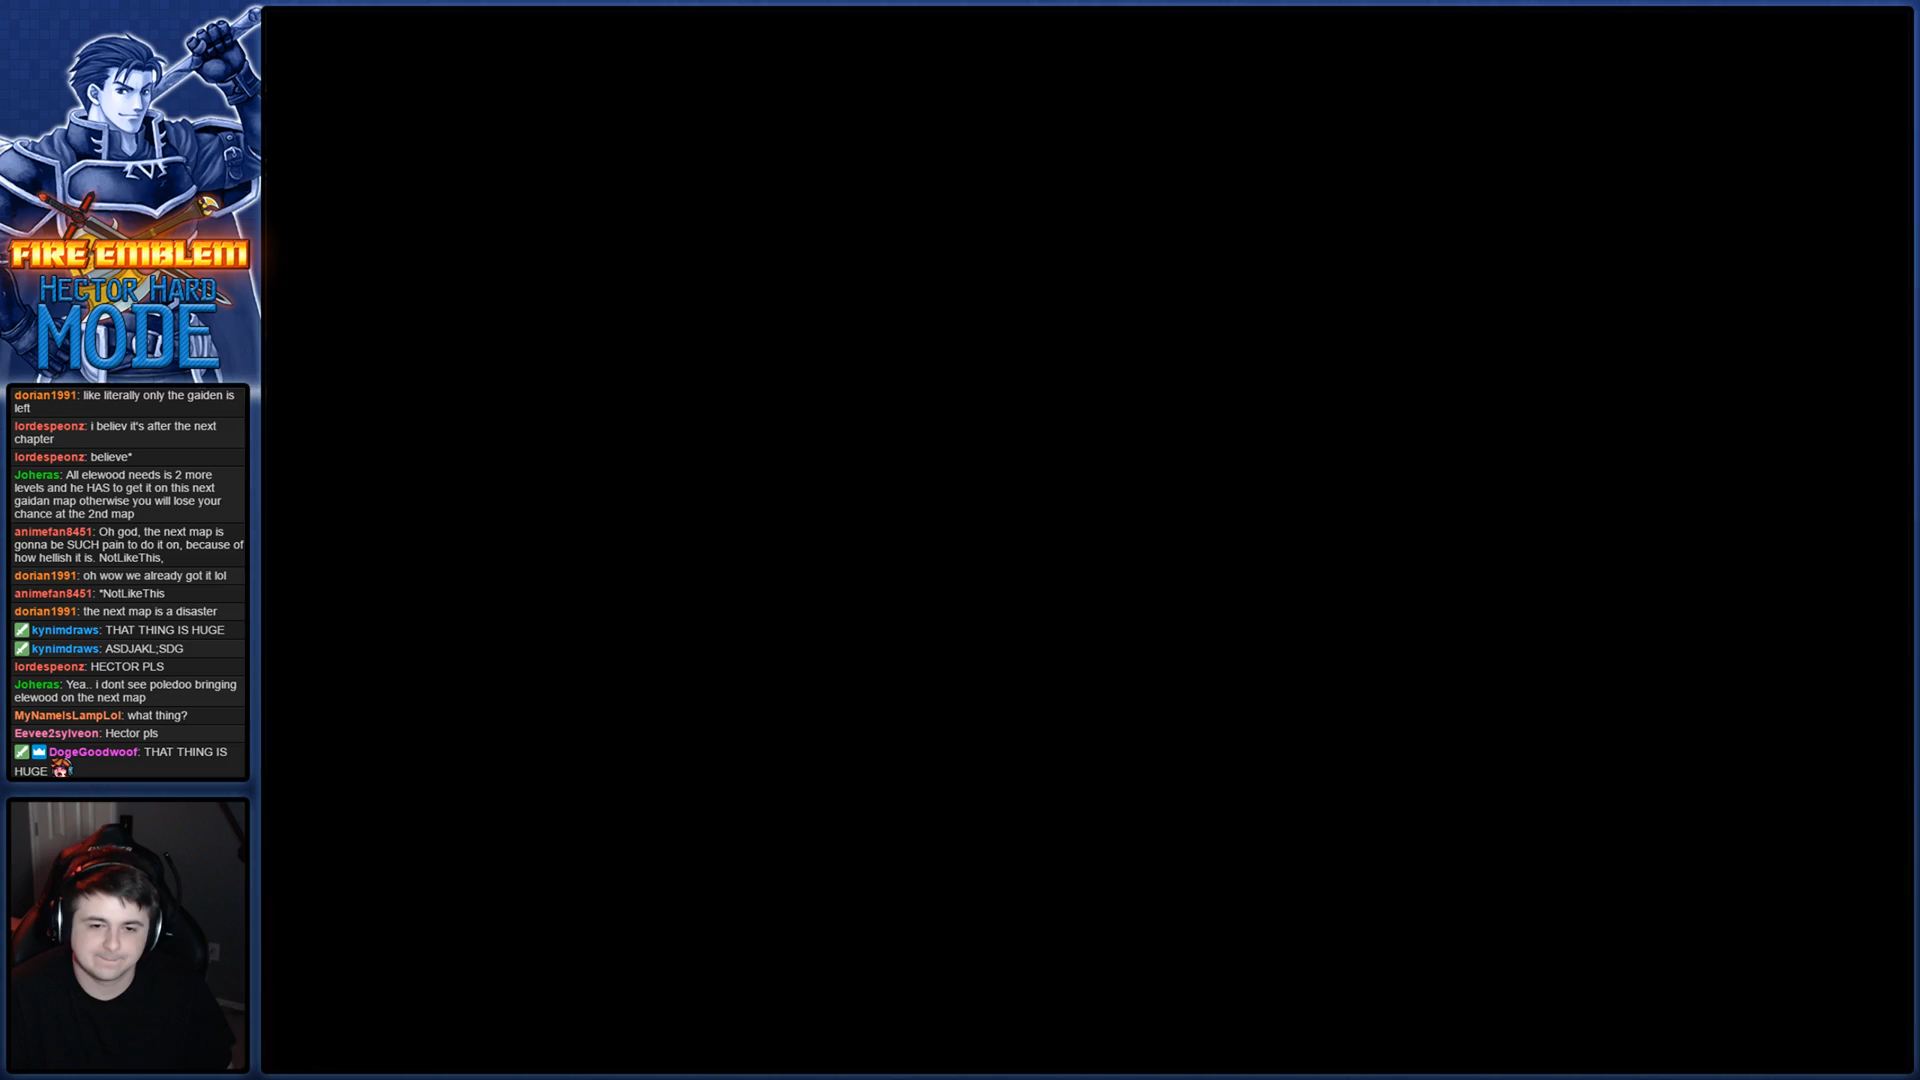 FIRE EMBLEM
HECTOR HARD
MODE
dorian1991: like literally only the gaiden is
left
lordespeonz: i believ it's after the next
chapter
lordespeonz: believe*
Joheras: All elewood needs is 2 more
levels and he HAS to get it on this next
gaidan map otherwise you will lose your
chance at the 2nd map
animefan8451: Oh god, the next map is
gonna be SUCH pain to do it on, because of
how hellish it is. NotLikeThis,
dorian1991: oh wow we already got it lol
animefan8451: *NotLikeThis
dorian1991: the next map is a disaster
kynimdraws: THAT THING IS HUGE
kynimdraws: ASDJAKL;SDG
lordespeonz: HECTOR PLS
Joheras: Yea.. i dont see poledoo bringing
elewood on the next map
MyNameIsLampLol: what thing?
Eevee2sylveon: Hector pls
DogeGoodwoof: THAT THING IS
HUGE